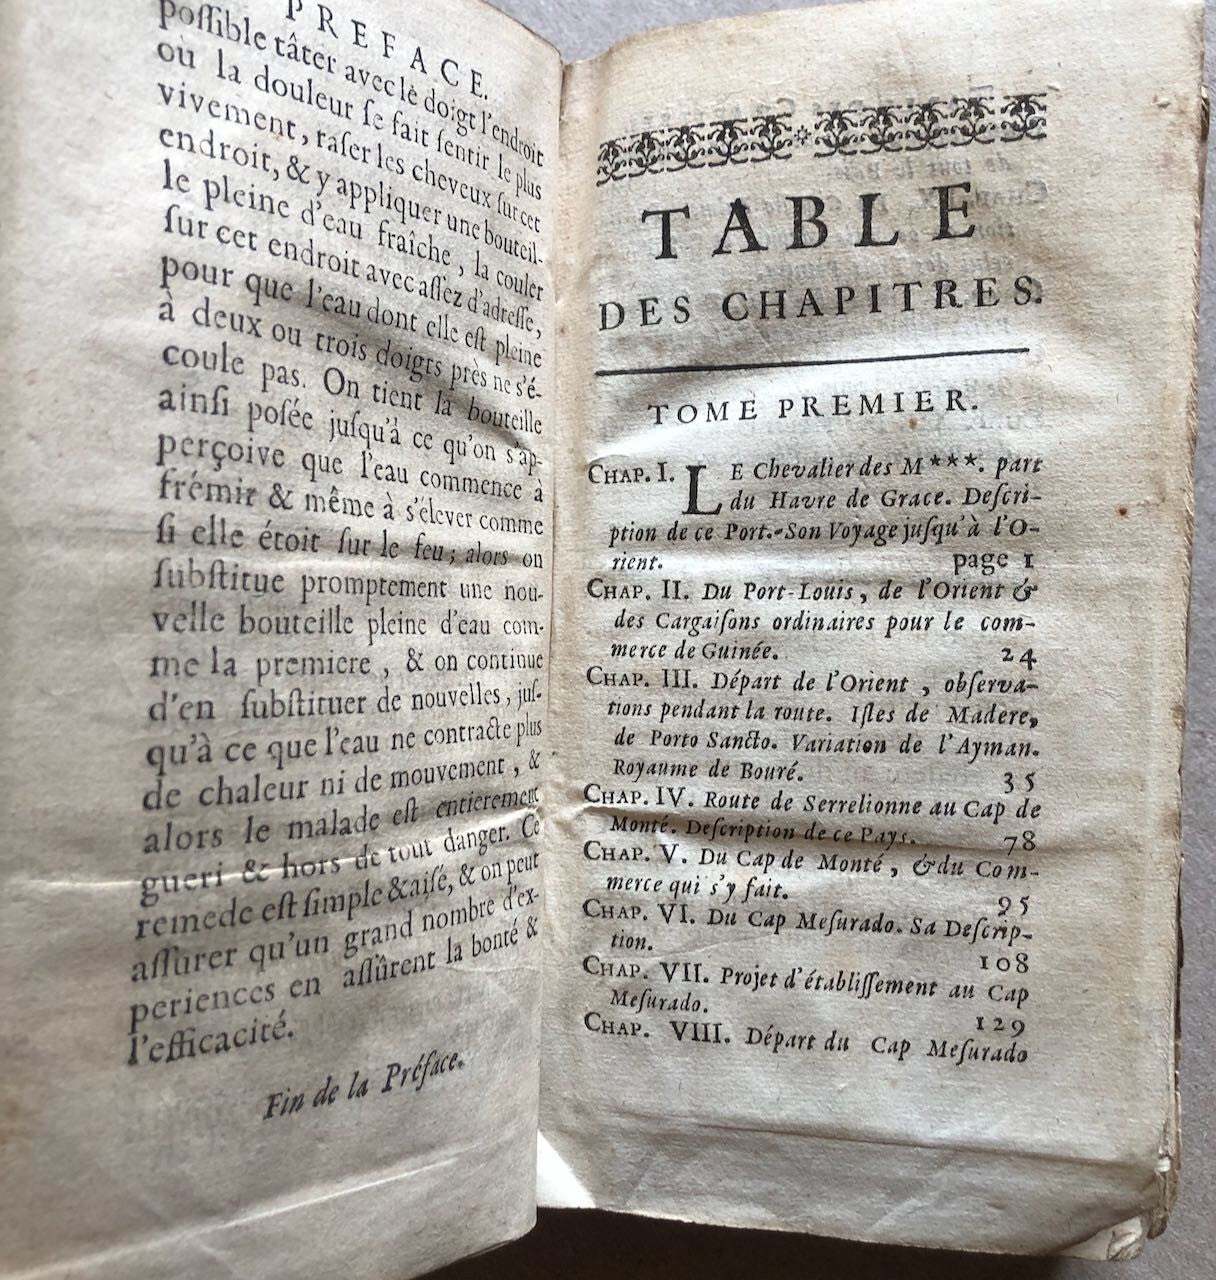 PREFACE.
poſſible tâter avec le doigt l'endroit
où la douleur ſe fait ſentir le plus
vivement, raſer les cheveux ſur cet
endroit, & y appliquer une bouteil-
le pleine d'eau fraîche, la couler
ſur cet endroit avec aſſez d'adreſſe,
pour que l'eau dont elle eſt pleine
à deux ou trois doigts près ne s'é-
coule pas. On tient la bouteille
ainſi poſée juſqu'à ce qu'on s'ap-
perçoive que l'eau commence à
frémir & même à s'élever comme
ſi elle étoit ſur le feu; alors on
ſubſtitue promptement une nou-
velle bouteille pleine d'eau com-
me la premiere, & on continue
d'en ſubſtituer de nouvelles, juſ-
qu'à ce que l'eau ne contracte plus
de chaleur ni de mouvement, &
alors le malade eſt entierement
gueri & hors de tout danger. Ce
remede eſt ſimple & aiſé, & on peut
aſſurer qu'un grand nombre d'ex-
periences en aſſûrent la bonté &
l'efficacité.
Fin de la Préface.
TABLE
DES CHAPITRES.
TOME PREMIER.
CHAP. I. LE Chevalier des M***. part
du Havre de Grace. Deſcri-
ption de ce Port. Son Voyage juſqu'à l'O-
rient. page 1
CHAP. II. Du Port-Louis, de l'Orient &
des Cargaiſons ordinaires pour le com-
merce de Guinée. 24
CHAP. III. Départ de l'Orient, obſerva-
tions pendant la route. Iſles de Madere,
de Porto Sancto. Variation de l'Ayman.
Royaume de Bouré. 35
CHAP. IV. Route de Serrelionne au Cap de
Monté. Deſcription de ce Pays. 78
CHAP. V. Du Cap de Monté, & du Com-
merce qui s'y fait. 95
CHAP. VI. Du Cap Meſurado. Sa Deſcrip-
tion. 108
CHAP. VII. Projet d'établiſſement au Cap
Meſurado. 129
CHAP. VIII. Départ du Cap Meſurado